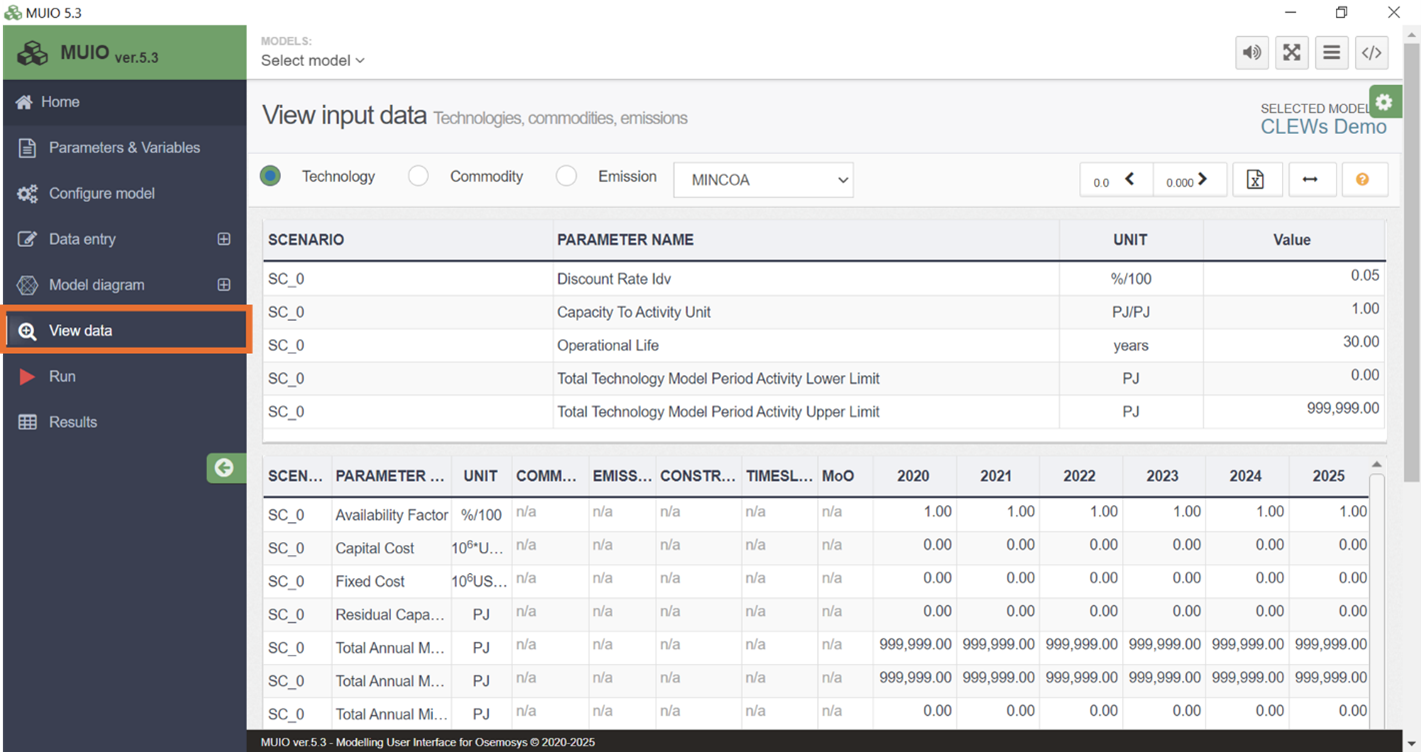 MUIO 5.3
MUIO ver.5.3
MODELS:
Select model
Home
Parameters & Variables
Configure model
Data entry
Model diagram
View data
Run
Results
View input data Technologies, commodities, emissions
SELECTED MODEL
CLEWs Demo
Technology Commodity Emission MINCOA 0.0 0.000
SCENARIO PARAMETER NAME UNIT Value
SC_0 Discount Rate Idv %/100 0.05
SC_0 Capacity To Activity Unit PJ/PJ 1.00
SC_0 Operational Life years 30.00
SC_0 Total Technology Model Period Activity Lower Limit PJ 0.00
SC_0 Total Technology Model Period Activity Upper Limit PJ 999,999.00
SCEN... PARAMETER ... UNIT COMM... EMISS... CONSTR... TIMESL... MoO 2020 2021 2022 2023 2024 2025
SC_0 Availability Factor %/100 n/a n/a n/a n/a n/a 1.00 1.00 1.00 1.00 1.00 1.00
SC_0 Capital Cost 10⁶*U... n/a n/a n/a n/a n/a 0.00 0.00 0.00 0.00 0.00 0.00
SC_0 Fixed Cost 10⁶US... n/a n/a n/a n/a n/a 0.00 0.00 0.00 0.00 0.00 0.00
SC_0 Residual Capa... PJ n/a n/a n/a n/a n/a 0.00 0.00 0.00 0.00 0.00 0.00
SC_0 Total Annual M... PJ n/a n/a n/a n/a n/a 999,999.00 999,999.00 999,999.00 999,999.00 999,999.00 999,999.00
SC_0 Total Annual M... PJ n/a n/a n/a n/a n/a 999,999.00 999,999.00 999,999.00 999,999.00 999,999.00 999,999.00
SC_0 Total Annual Mi... PJ n/a n/a n/a n/a n/a 0.00 0.00 0.00 0.00 0.00 0.00
MUIO ver.5.3 - Modelling User Interface for Osemosys © 2020-2025